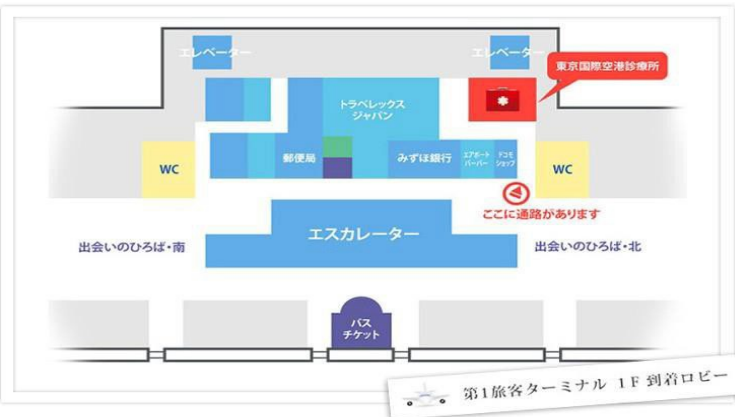 エレベーター
エレベーター
東京国際空港診療所
トラベレックス
ジャパン
郵便局
みずほ銀行
エアポート
バーバー
ドコモ
ショップ
WC
WC
ここに通路があります
エスカレーター
出会いのひろば・南
出会いのひろば・北
バス
チケット
第1旅客ターミナル 1F 到着ロビー